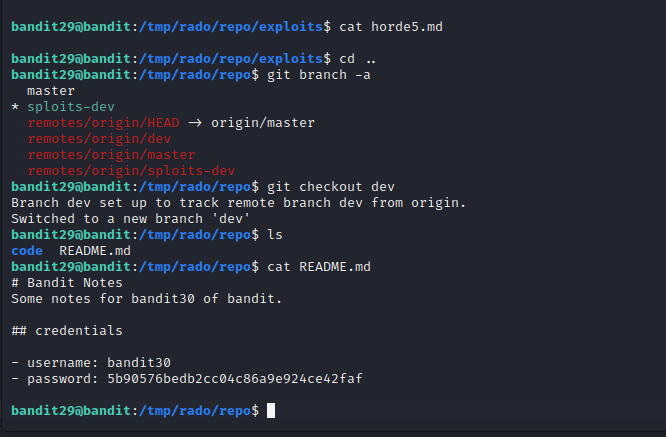 bandit29@bandit:/tmp/rado/repo/exploits$ cat horde5.md
bandit29@bandit:/tmp/rado/repo/exploits$ cd ..
bandit29@bandit:/tmp/rado/repo$ git branch -a
master
* sploits-dev
remotes/origin/HEAD → origin/master
remotes/origin/dev
remotes/origin/master
remotes/origin/sploits-dev
bandit29@bandit:/tmp/rado/repo$ git checkout dev
Branch dev set up to track remote branch dev from origin.
Switched to a new branch 'dev'
bandit29@bandit:/tmp/rado/repo$ ls
code README.md
bandit29@bandit:/tmp/rado/repo$ cat README.md
# Bandit Notes
Some notes for bandit30 of bandit.
## credentials
- username: bandit30
- password: 5b90576bedb2cc04c86a9e924ce42faf
bandit29@bandit:/tmp/rado/repo$